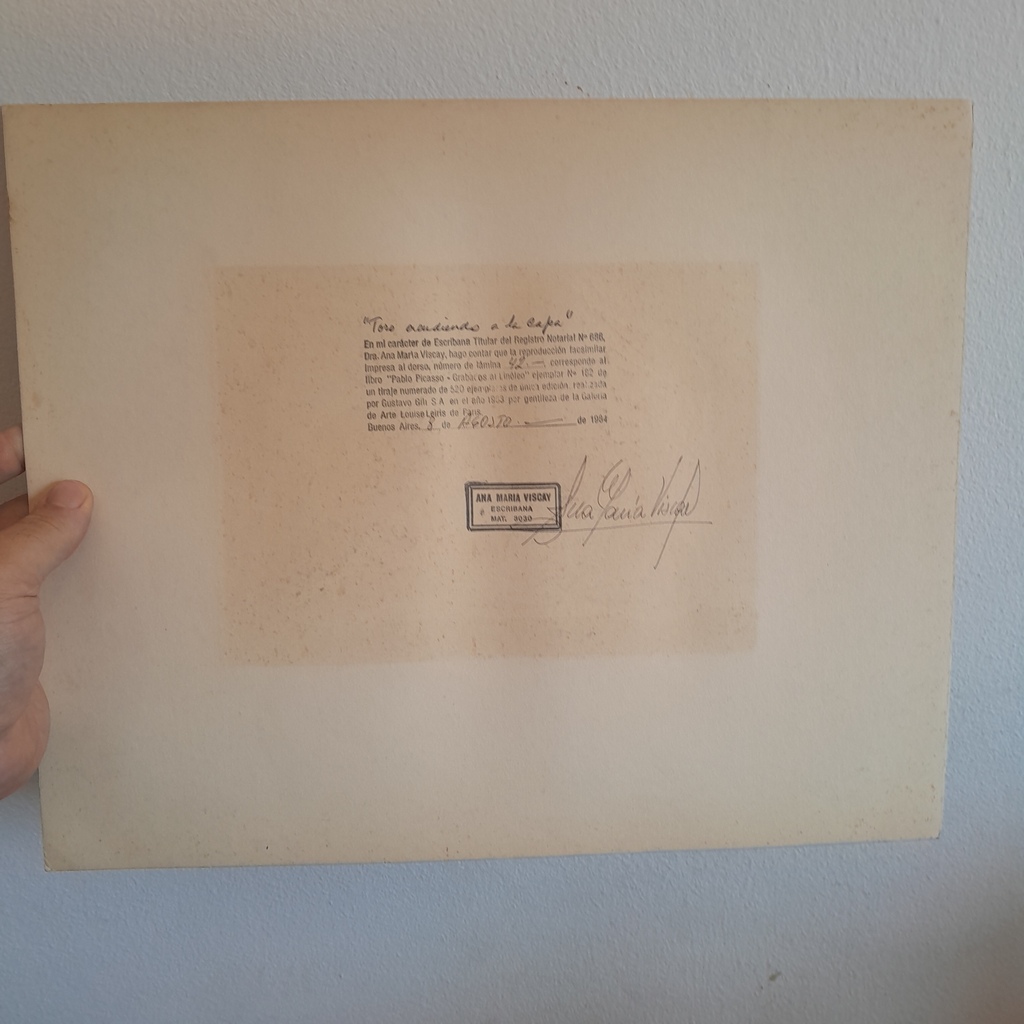 "Toro acudiendo a la Capa"
En mi carácter de Escribana Titular del Registro Notarial Nº 686,
Dra. Ana María Viscay, hago contar que la reproducción facsimilar
impresa al dorso, número de lámina 42.— corresponde al
libro "Pablo Picasso - Grabados al Linóleo" ejemplar Nº 182 de
un tiraje numerado de 520 ejemplares de única edición, realizada
por Gustavo Gili S A en el año 1963 por gentileza de la Galería
de Arte Louise Leiris de París.
Buenos Aires, 8 de AGOSTO.— de 1984
ANA MARIA VISCAY
ESCRIBANA
MAT. 3030
Ana María Viscay